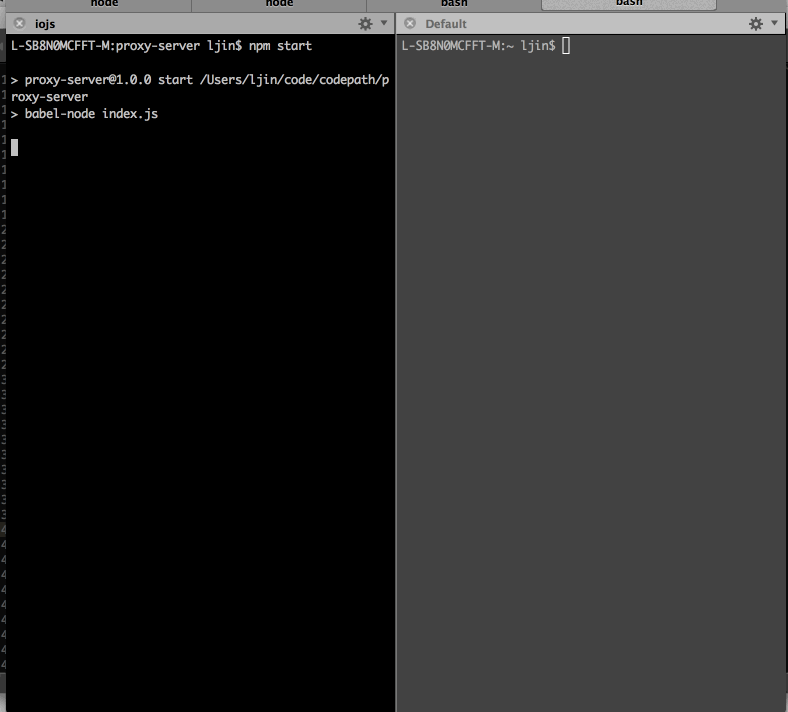 node
node
bash
bash
iojs
Default
L-SB8N0MCFFT-M:proxy-server ljin$ npm start
> proxy-server@1.0.0 start /Users/ljin/code/codepath/p
roxy-server
> babel-node index.js
L-SB8N0MCFFT-M:~ ljin$